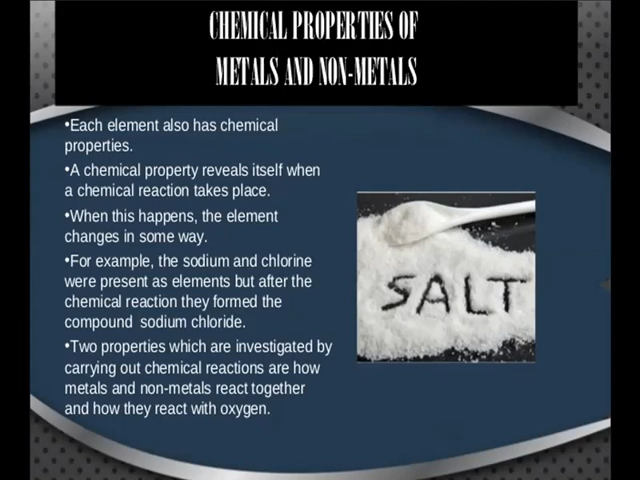 CHEMICAL PROPERTIES OF
METALS AND NON-METALS
•Each element also has chemical
properties.
•A chemical property reveals itself when
a chemical reaction takes place.
•When this happens, the element
changes in some way.
•For example, the sodium and chlorine
were present as elements but after the
chemical reaction they formed the
compound  sodium chloride.
•Two properties which are investigated by
carrying out chemical reactions are how
metals and non-metals react together
and how they react with oxygen.
SALT